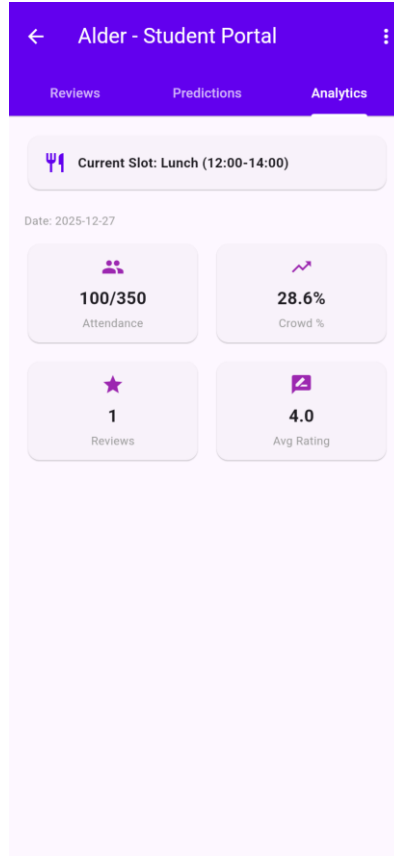 Alder - Student Portal
Reviews Predictions Analytics
Current Slot: Lunch (12:00-14:00)
Date: 2025-12-27
100/350 28.6%
Attendance Crowd %
1 4.0
Reviews Avg Rating